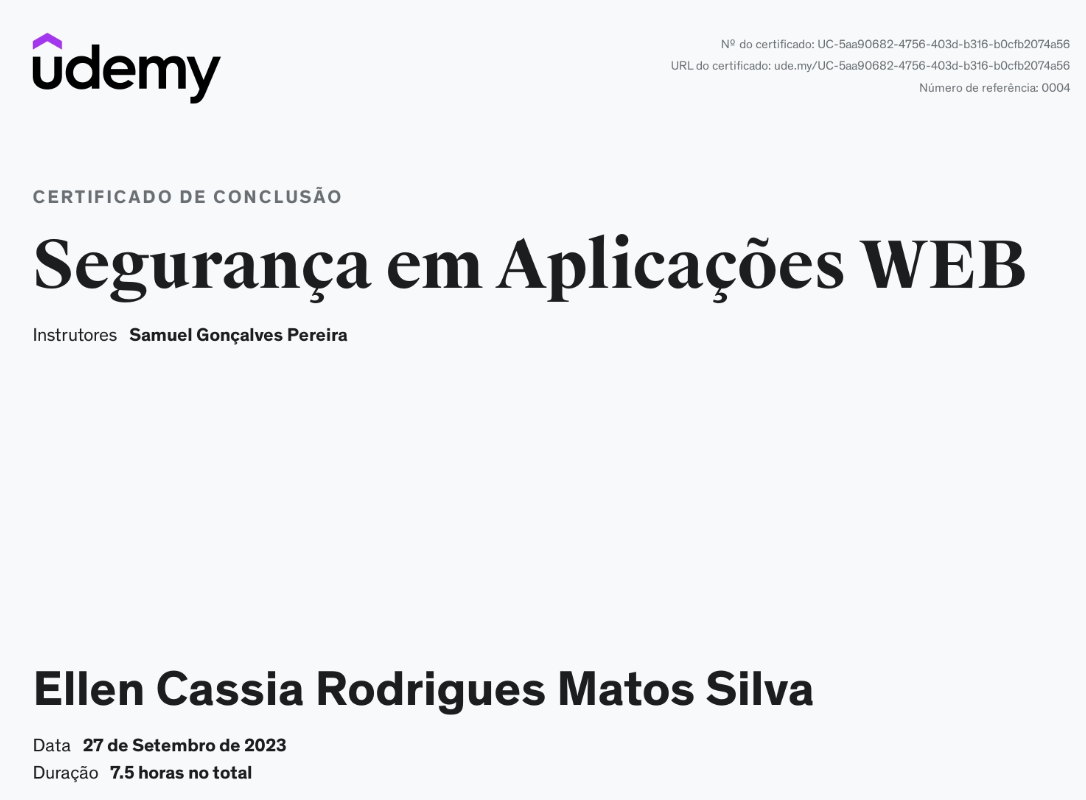 udemy
Nº do certificado: UC-5aa90682-4756-403d-b316-b0cfb2074a56
URL do certificado: ude.my/UC-5aa90682-4756-403d-b316-b0cfb2074a56
Número de referência: 0004
CERTIFICADO DE CONCLUSÃO
Segurança em Aplicações WEB
Instrutores Samuel Gonçalves Pereira
Ellen Cassia Rodrigues Matos Silva
Data 27 de Setembro de 2023
Duração 7.5 horas no total